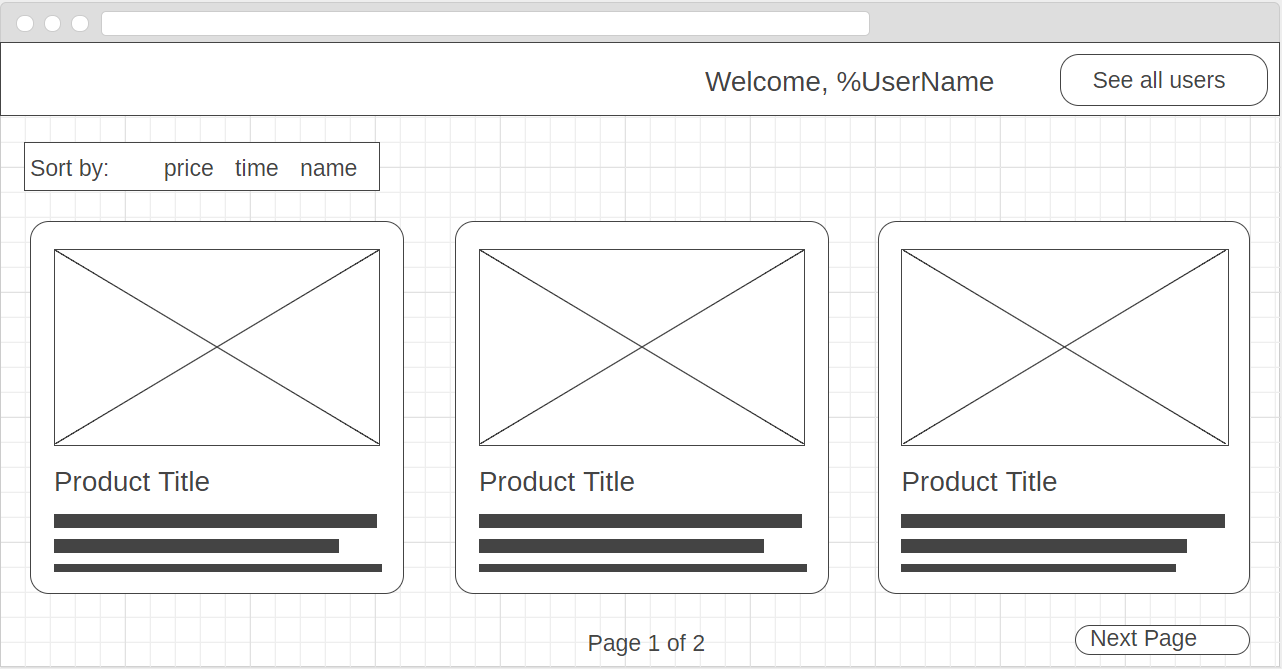 Welcome, %UserName
See all users
Sort by: price time name
Product Title
Product Title
Product Title
Page 1 of 2
Next Page